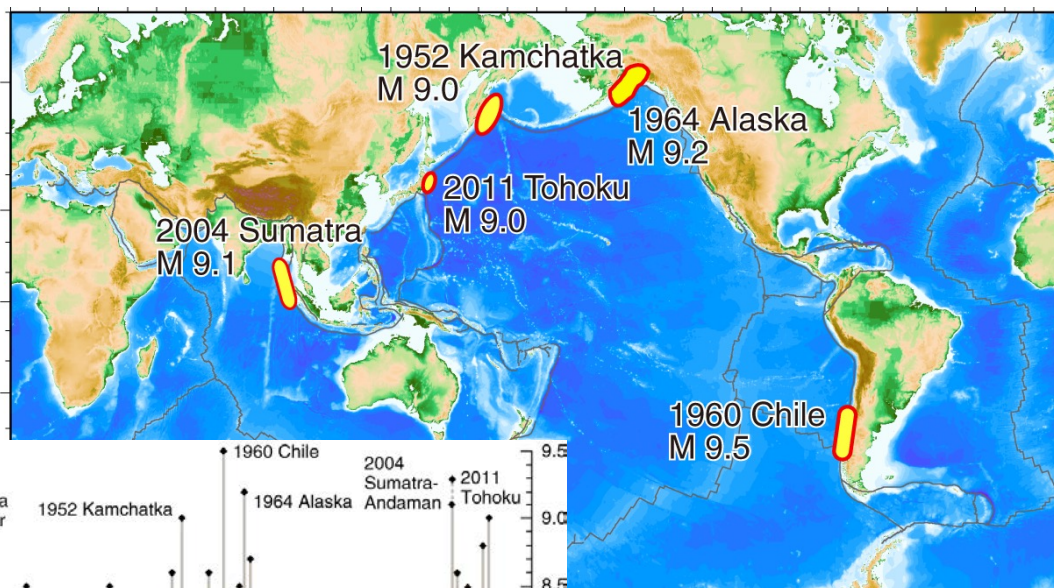 1952 Kamchatka
M 9.0
1964 Alaska
M 9.2
2011 Tohoku
M 9.0
2004 Sumatra
M 9.1
1960 Chile
M 9.5
1960 Chile
2004
Sumatra-
Andaman
2011
Tohoku
1952 Kamchatka
1964 Alaska
9.5
9.0
8.5